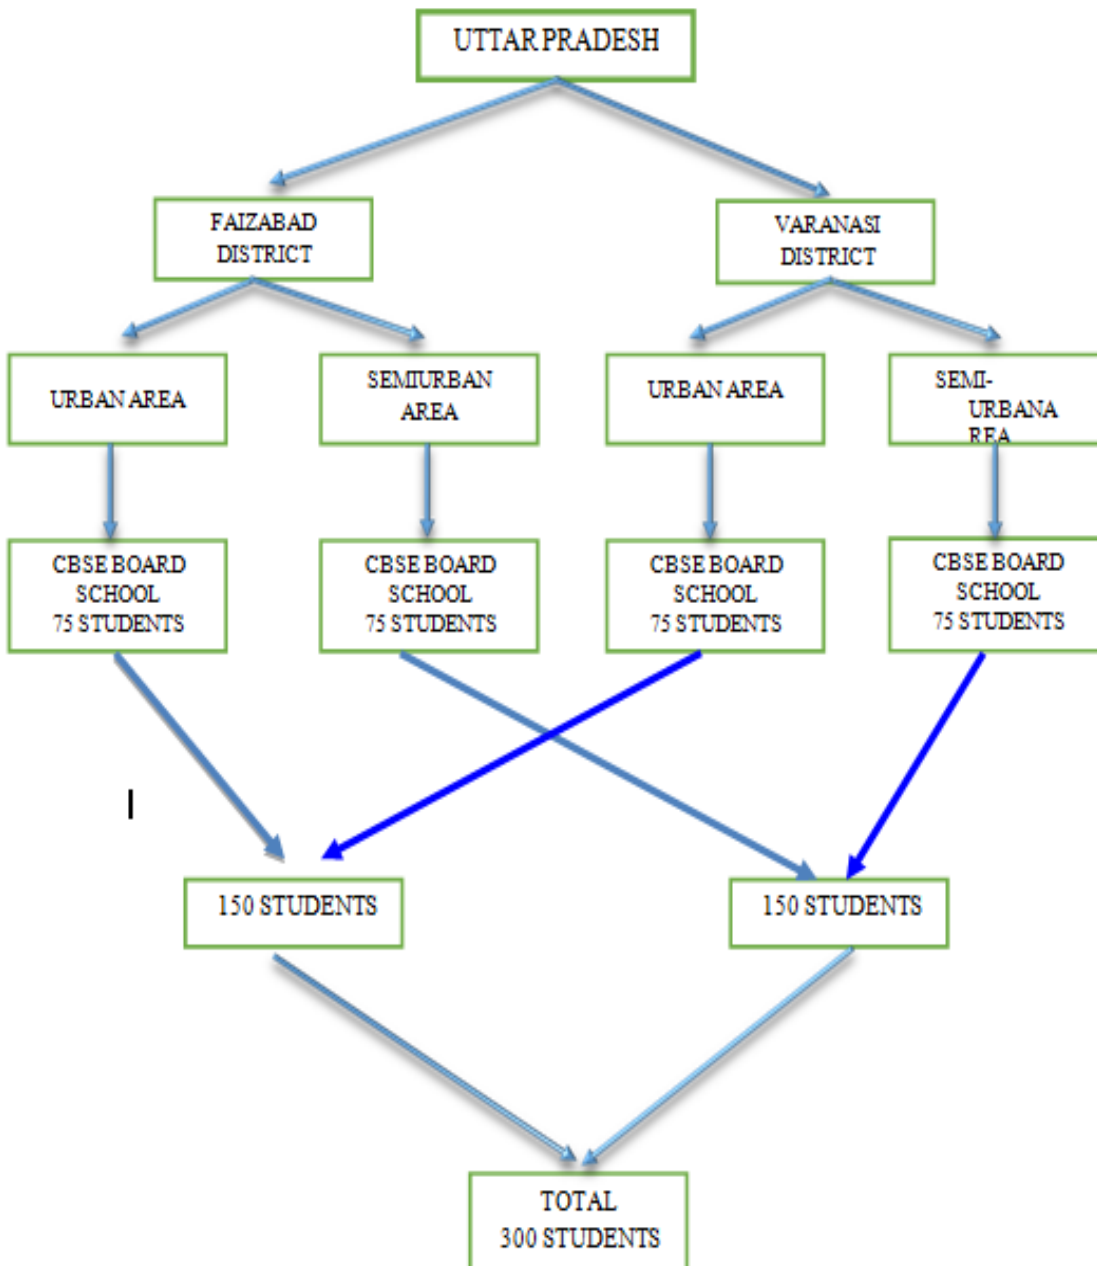 UTTAR PRADESH
FAIZABAD
DISTRICT
VARANASI
DISTRICT
URBAN AREA
SEMIURBAN
AREA
URBAN AREA
SEMI-
URBANA
REA
CBSE BOARD
SCHOOL
75 STUDENTS
CBSE BOARD
SCHOOL
75 STUDENTS
CBSE BOARD
SCHOOL
75 STUDENTS
CBSE BOARD
SCHOOL
75 STUDENTS
150 STUDENTS
150 STUDENTS
TOTAL
300 STUDENTS